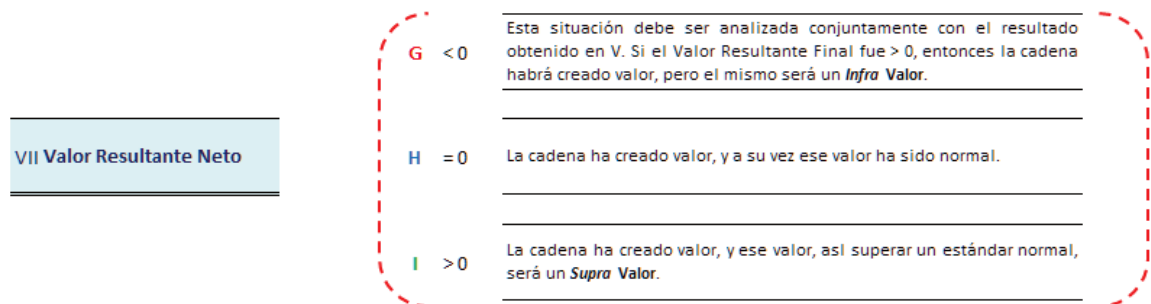 Esta situación debe ser analizada conjuntamente con el resultado
G < 0 obtenido en V. Si el Valor Resultante Final fue > 0, entonces la cadena
habrá creado valor, pero el mismo será un Infra Valor.
VII Valor Resultante Neto
H = 0 La cadena ha creado valor, y a su vez ese valor ha sido normal.
I > 0
La cadena ha creado valor, y ese valor, asl superar un estándar normal,
será un Supra Valor.